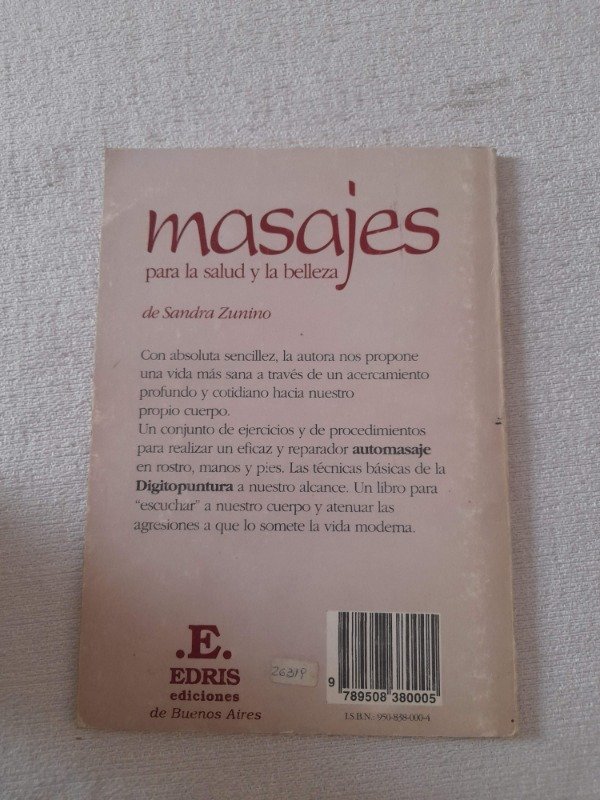 masajes
para la salud y la belleza
de Sandra Zunino
Con absoluta sencillez, la autora nos propone
una vida más sana a través de un acercamiento
profundo y cotidiano hacia nuestro
propio cuerpo.
Un conjunto de ejercicios y de procedimientos
para realizar un eficaz y reparador automasaje
en rostro, manos y pies. Las técnicas básicas de la
Digitopuntura a nuestro alcance. Un libro para
“escuchar” a nuestro cuerpo y atenuar las
agresiones a que lo somete la vida moderna.
.E.
EDRIS
ediciones
de Buenos Aires
26319
9 789508 380005
I.S.B.N.: 950-838-000-4